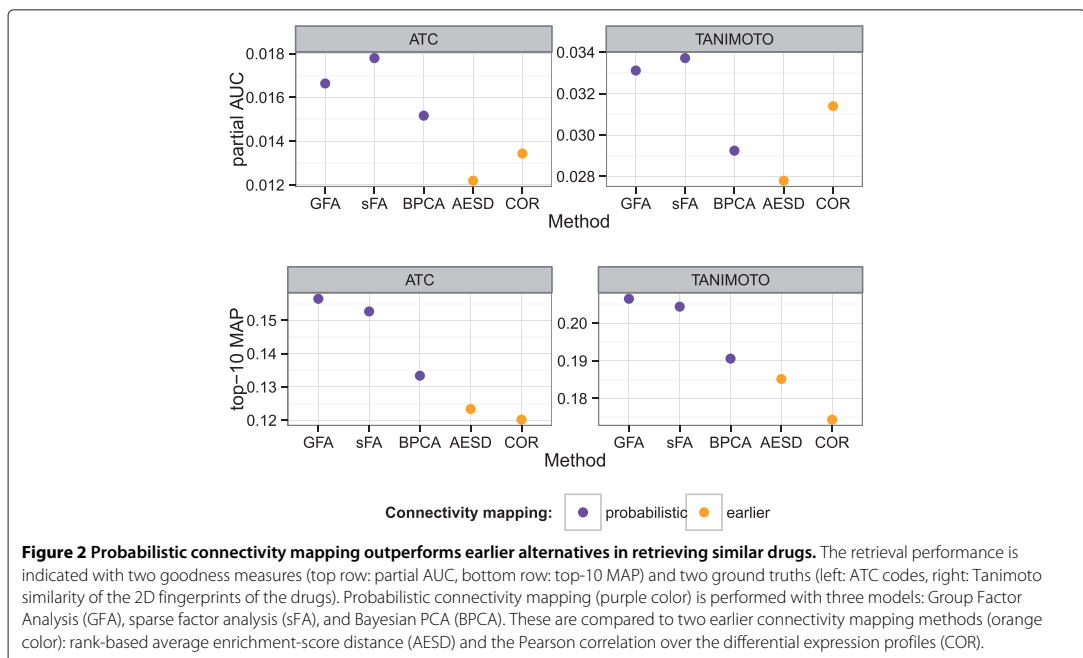 ATC
TANIMOTO
partial AUC
0.018
0.016
0.014
0.012
0.034
0.032
0.030
0.028
GFA sFA BPCA AESD COR
GFA sFA BPCA AESD COR
Method
ATC
TANIMOTO
top−10 MAP
0.15
0.14
0.13
0.12
0.20
0.19
0.18
GFA sFA BPCA AESD COR
GFA sFA BPCA AESD COR
Method
Connectivity mapping: probabilistic earlier
Figure 2 Probabilistic connectivity mapping outperforms earlier alternatives in retrieving similar drugs. The retrieval performance is
indicated with two goodness measures (top row: partial AUC, bottom row: top-10 MAP) and two ground truths (left: ATC codes, right: Tanimoto
similarity of the 2D fingerprints of the drugs). Probabilistic connectivity mapping (purple color) is performed with three models: Group Factor
Analysis (GFA), sparse factor analysis (sFA), and Bayesian PCA (BPCA). These are compared to two earlier connectivity mapping methods (orange
color): rank-based average enrichment-score distance (AESD) and the Pearson correlation over the differential expression profiles (COR).